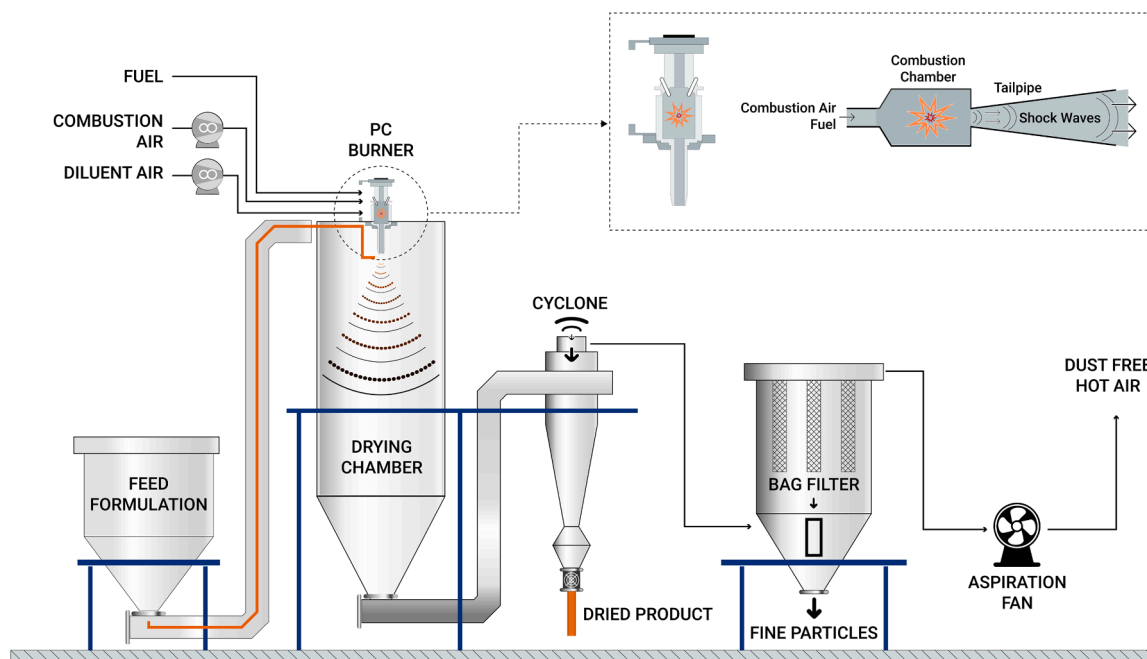 FUEL
COMBUSTION
AIR
DILUENT AIR
PC
BURNER
Combustion Air
Fuel
Combustion
Chamber
Tailpipe
Shock Waves
FEED
FORMULATION
DRYING
CHAMBER
CYCLONE
DRIED PRODUCT
BAG FILTER
FINE PARTICLES
ASPIRATION
FAN
DUST FREE
HOT AIR